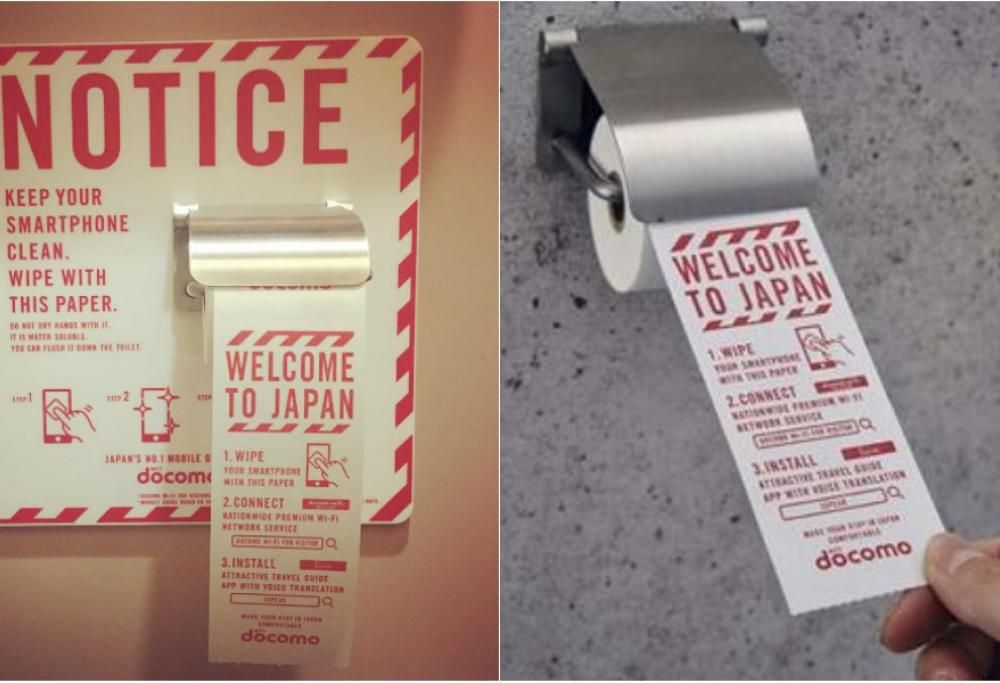 NOTICE
KEEP YOUR
SMARTPHONE
CLEAN.
WIPE WITH
THIS PAPER.
DO NOT DRY HANDS WITH IT.
IT IS WATER SOLUBLE.
YOU CAN FLUSH IT DOWN THE TOILET.
STEP 1
STEP 2
STEP
JAPAN'S NO.1 MOBILE
döcomo
WELCOME
TO JAPAN
1.WIPE
YOUR SMARTPHONE
WITH THIS PAPER
2.CONNECT
NATIONWIDE PREMIUM Wi-Fi
NETWORK SERVICE
DOCOMO Wi-Fi FOR VISITOR
3.INSTALL
ATTRACTIVE TRAVEL GUIDE
APP WITH VOICE TRANSLATION
MAKE YOUR STAY IN JAPAN
COMFORTABLE
döcomo
WELCOME
TO JAPAN
1.WIPE
YOUR SMARTPHONE
WITH THIS PAPER
2.CONNECT
NATIONWIDE PREMIUM Wi-Fi
NETWORK SERVICE
DOCOMO Wi-Fi FOR VISITOR
3.INSTALL
ATTRACTIVE TRAVEL GUIDE
APP WITH VOICE TRANSLATION
MAKE YOUR STAY IN JAPAN
COMFORTABLE
döcomo